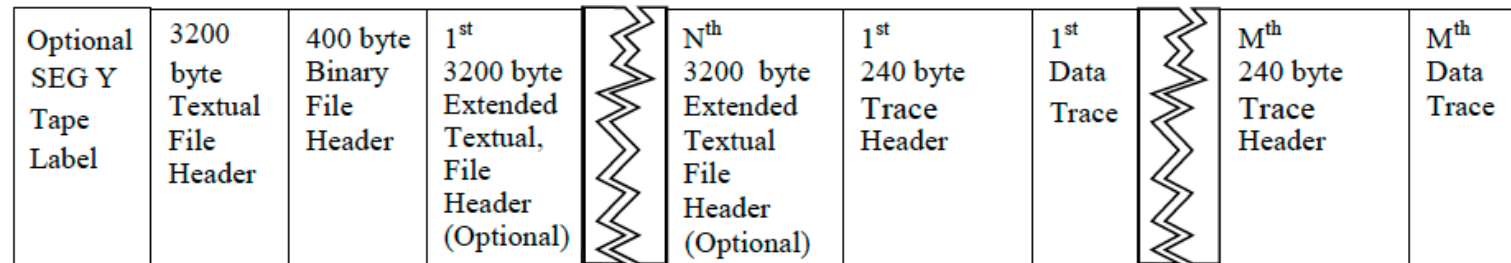 Optional
SEG Y
Tape
Label
3200
byte
Textual
File
Header
400 byte
Binary
File
Header
1st
3200 byte
Extended
Textual,
File
Header
(Optional)
Nth
3200 byte
Extended
Textual
File
Header
(Optional)
1st
240 byte
Trace
Header
1st
Data
Trace
Mth
240 byte
Trace
Header
Mth
Data
Trace